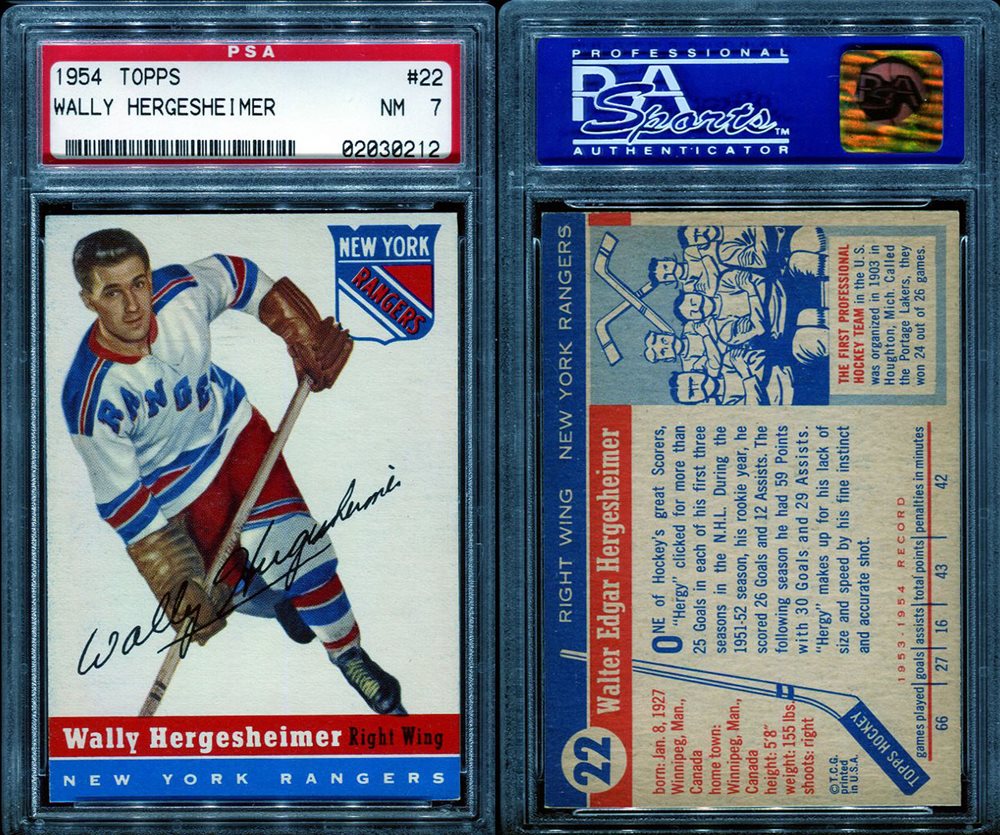 PSA
1954 TOPPS #22
WALLY HERGESHEIMER NM 7
02030212
NEW YORK
RANGERS
RANGE
Wally Hergesheimer
Wally Hergesheimer Right Wing
NEW YORK RANGERS
PROFESSIONAL
PSA
Sports™
AUTHENTICATOR
PSA
RIGHT WING NEW YORK RANGERS
22 Walter Edgar Hergesheimer
born: Jan. 8, 1927
Winnipeg, Man.,
Canada
home town:
Winnipeg, Man.,
Canada
height: 5'8"
weight: 155 lbs.
shoots: right
©T.C.G.
printed
in U.S.A.
ONE of Hockey's great Scorers,
"Hergy" clicked for more than
25 Goals in each of his first three
seasons in the N.H.L. During the
1951-52 season, his rookie year, he
scored 26 Goals and 12 Assists. The
following season he had 59 Points
with 30 Goals and 29 Assists.
"Hergy" makes up for his lack of
size and speed by his fine instinct
and accurate shot.
THE FIRST PROFESSIONAL
HOCKEY TEAM in the U.S.
was organized in 1903 in
Houghton, Mich. Called
the Portage Lakers, they
won 24 out of 26 games.
TOPPS HOCKEY
1953-1954 RECORD
games played goals assists total points penalties in minutes
66 27 16 43 42